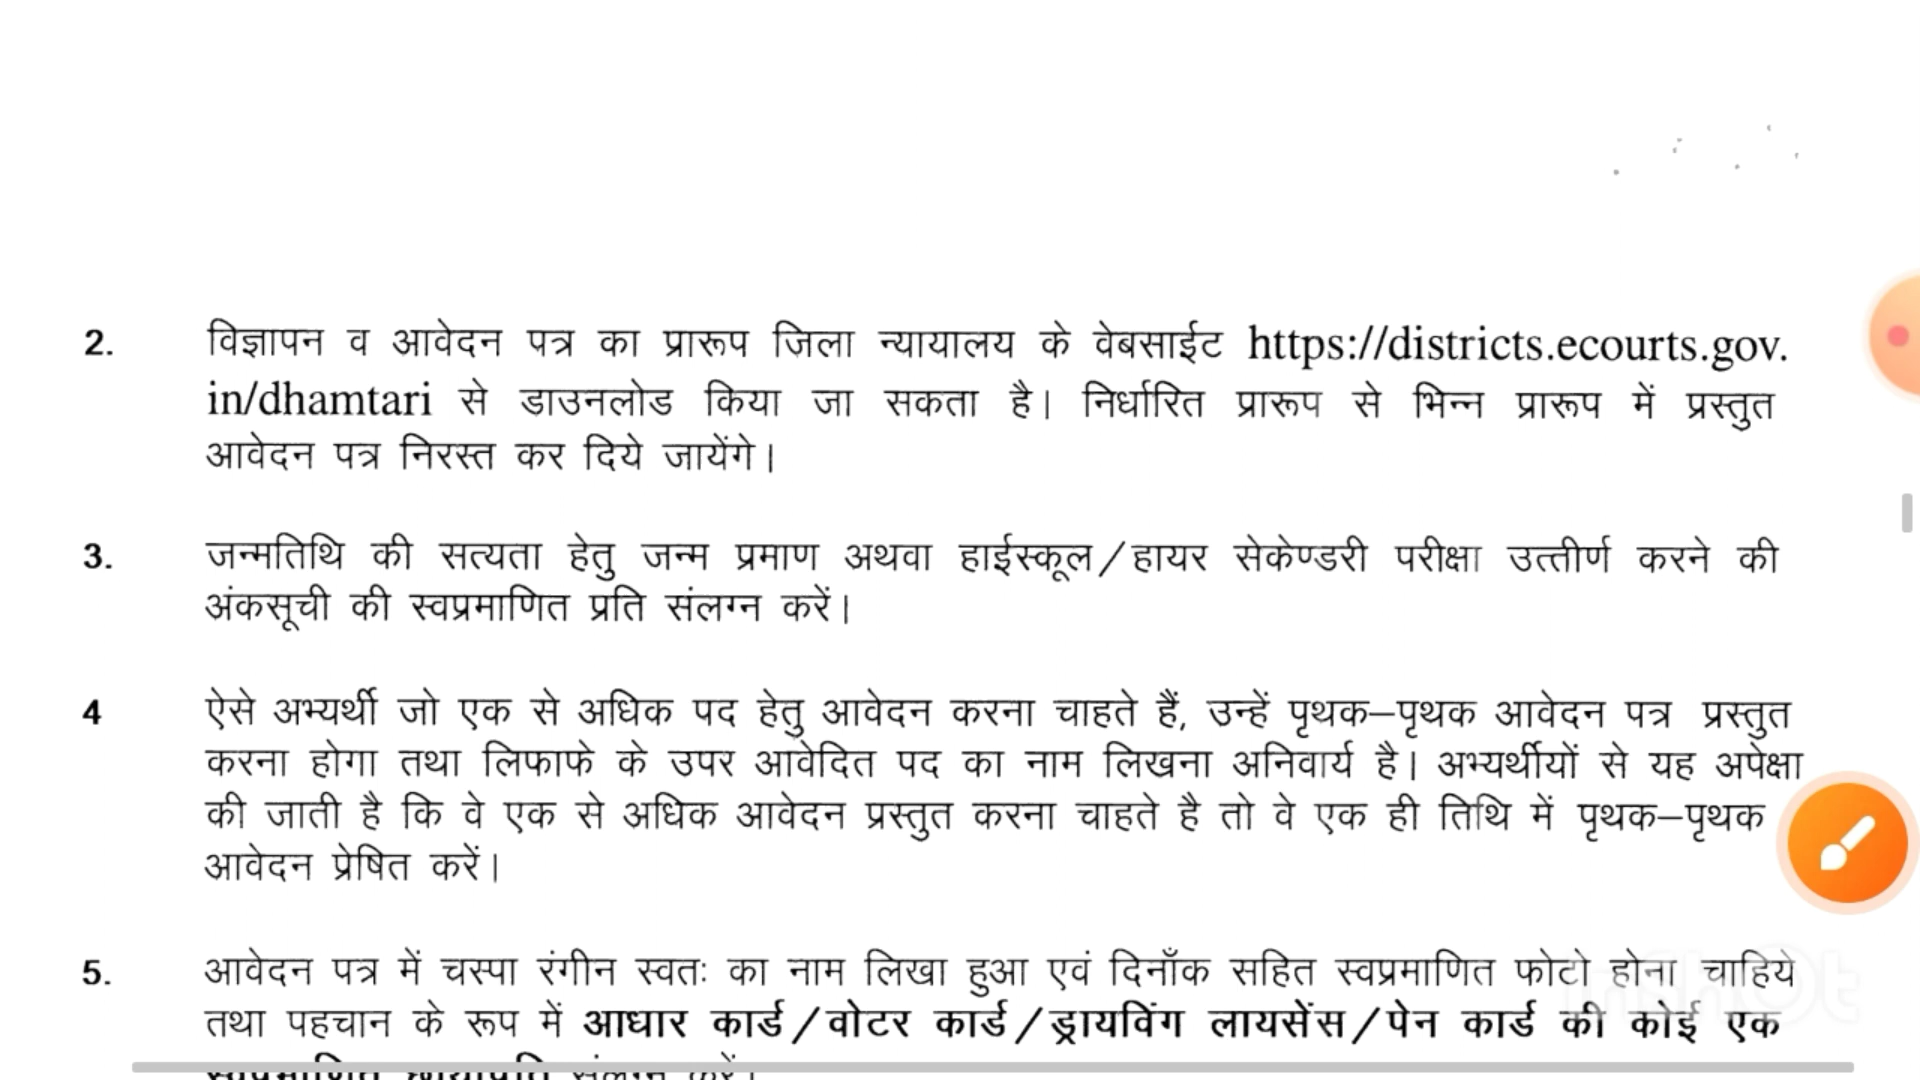 2. विज्ञापन व आवेदन पत्र का प्रारूप जिला न्यायालय के वेबसाईट https://districts.ecourts.gov.
in/dhamtari से डाउनलोड किया जा सकता है। निर्धारित प्रारूप से भिन्न प्रारूप में प्रस्तुत
आवेदन पत्र निरस्त कर दिये जायेंगे।
3. जन्मतिथि की सत्यता हेतु जन्म प्रमाण अथवा हाईस्कूल/हायर सेकेण्डरी परीक्षा उत्तीर्ण करने की
अंकसूची की स्वप्रमाणित प्रति संलग्न करें।
4 ऐसे अभ्यर्थी जो एक से अधिक पद हेतु आवेदन करना चाहते हैं, उन्हें पृथक–पृथक आवेदन पत्र प्रस्तुत
करना होगा तथा लिफाफे के उपर आवेदित पद का नाम लिखना अनिवार्य है। अभ्यर्थीयों से यह अपेक्षा
की जाती है कि वे एक से अधिक आवेदन प्रस्तुत करना चाहते है तो वे एक ही तिथि में पृथक–पृथक
आवेदन प्रेषित करें।
5. आवेदन पत्र में चस्पा रंगीन स्वतः का नाम लिखा हुआ एवं दिनाँक सहित स्वप्रमाणित फोटो होना चाहिये
तथा पहचान के रूप में आधार कार्ड/वोटर कार्ड/ड्रायविंग लायसेंस/पेन कार्ड की कोई एक
संलग्न करें।
InShOt